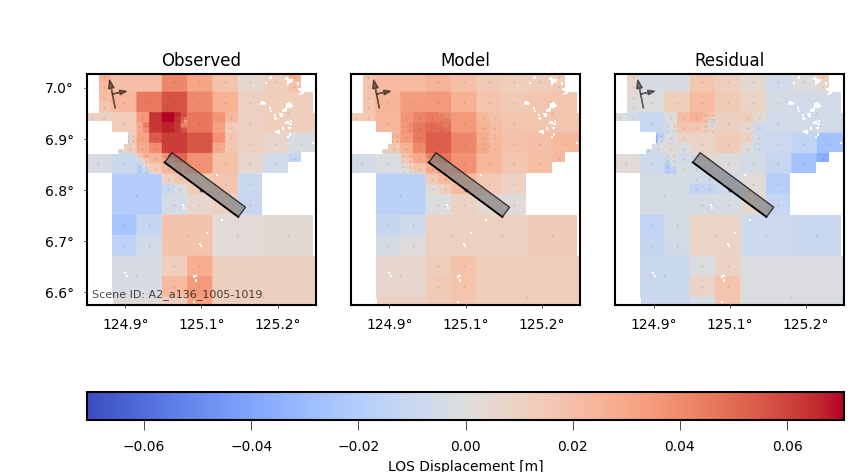 Observed Model Residual
7.0°
6.9°
6.8°
6.7°
6.6°
Scene ID: A2_a136_1005-1019
124.9° 125.1° 125.2° 124.9° 125.1° 125.2° 124.9° 125.1° 125.2°
−0.06 −0.04 −0.02 0.00 0.02 0.04 0.06
LOS Displacement [m]